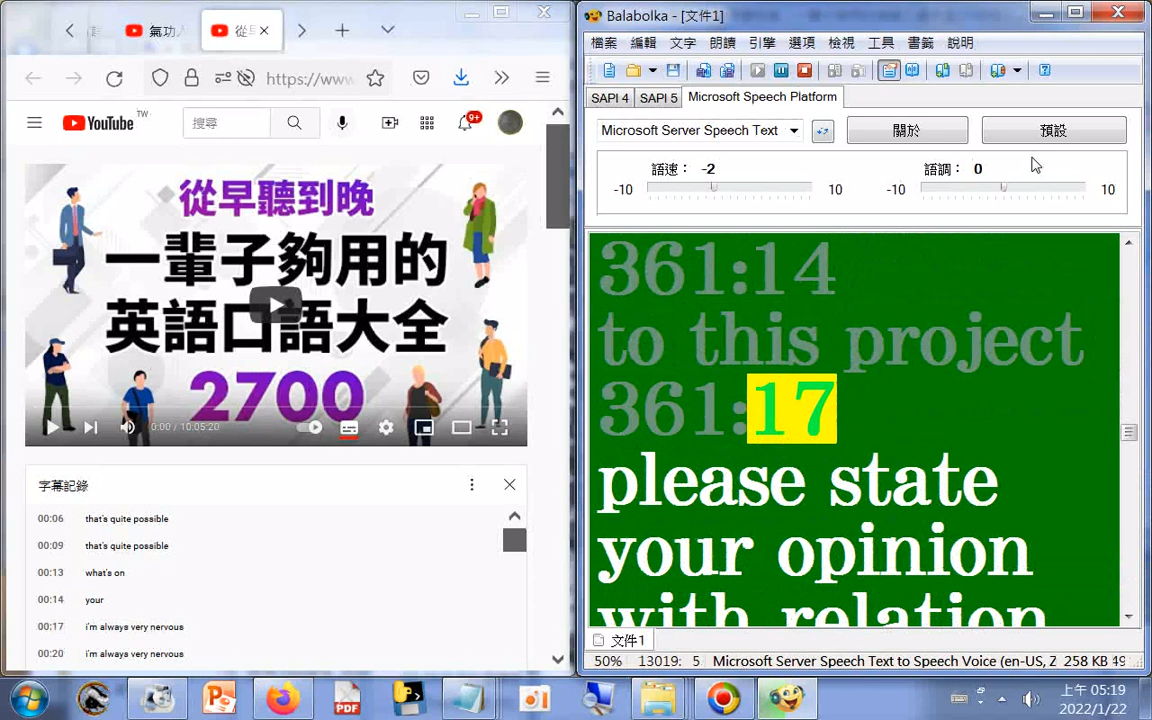 氣功
從早
https://www
YouTube TW
搜尋
9+
從早聽到晚
一輩子夠用的
英語口語大全
2700
0:00 / 10:05:20
字幕記錄
00:06 that's quite possible
00:09 that's quite possible
00:13 what's on
00:14 your
00:17 i'm always very nervous
00:20 i'm always very nervous
Balabolka - [文件1]
檔案 編輯 文字 朗讀 引擎 選項 檢視 工具 書籤 說明
SAPI 4 SAPI 5 Microsoft Speech Platform
Microsoft Server Speech Text 關於 預設
語速： -2 語調： 0
-10 10 -10 10
361:14
to this project
361:17
please state
your opinion
with relation
文件1
50% 13019: 5 Microsoft Server Speech Text to Speech Voice (en-US, Z 258 KB 49
PDF
上午 05:19
2022/1/22